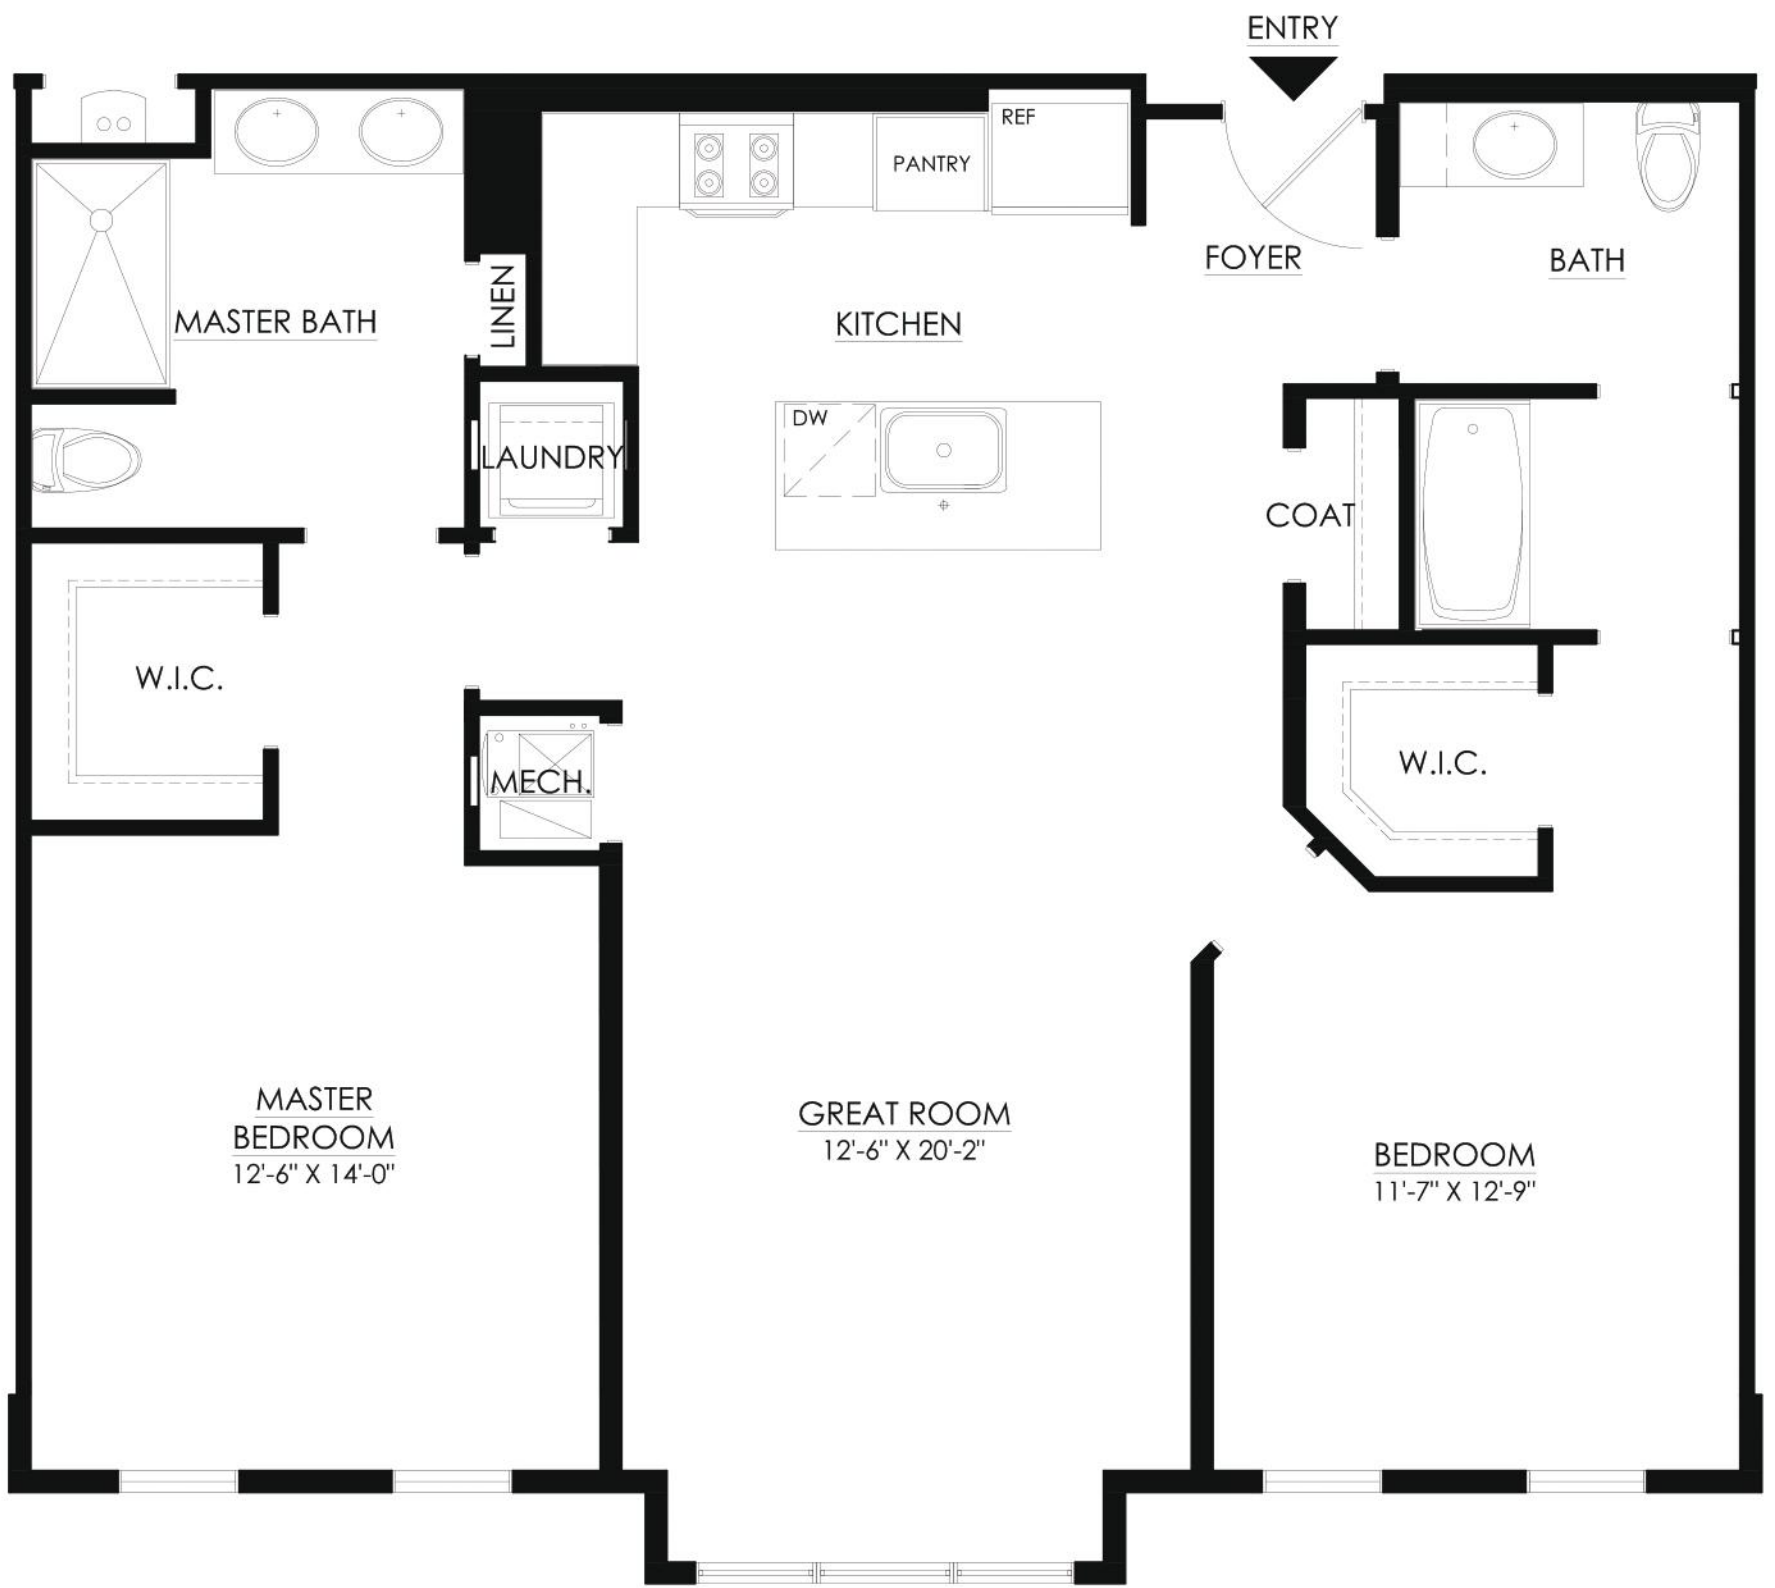 ENTRY
REF
PANTRY
FOYER
BATH
LINEN
MASTER BATH
KITCHEN
DW
LAUNDRY
COAT
W.I.C.
W.I.C.
MECH.
MASTER
BEDROOM
12'-6" X 14'-0"
GREAT ROOM
12'-6" X 20'-2"
BEDROOM
11'-7" X 12'-9"